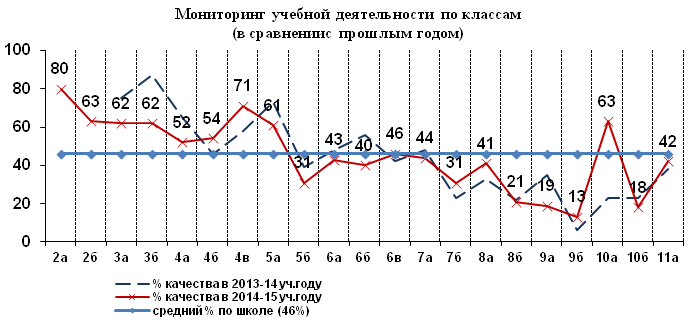 Мониторинг учебной деятельности по классам
(в сравнениис прошлым годом)
100
80
60
40
20
0
80 63 62 62 52 54 71 61 31 43 40 46 44 31 41 21 19 13 63 18 42
2а 2б 3а 3б 4а 4б 4в 5а 5б 6а 6б 6в 7а 7б 8а 8б 9а 9б 10а 10б 11а
% качества в 2013-14 уч.году
% качества в 2014-15 уч.году
средний % по школе (46%)